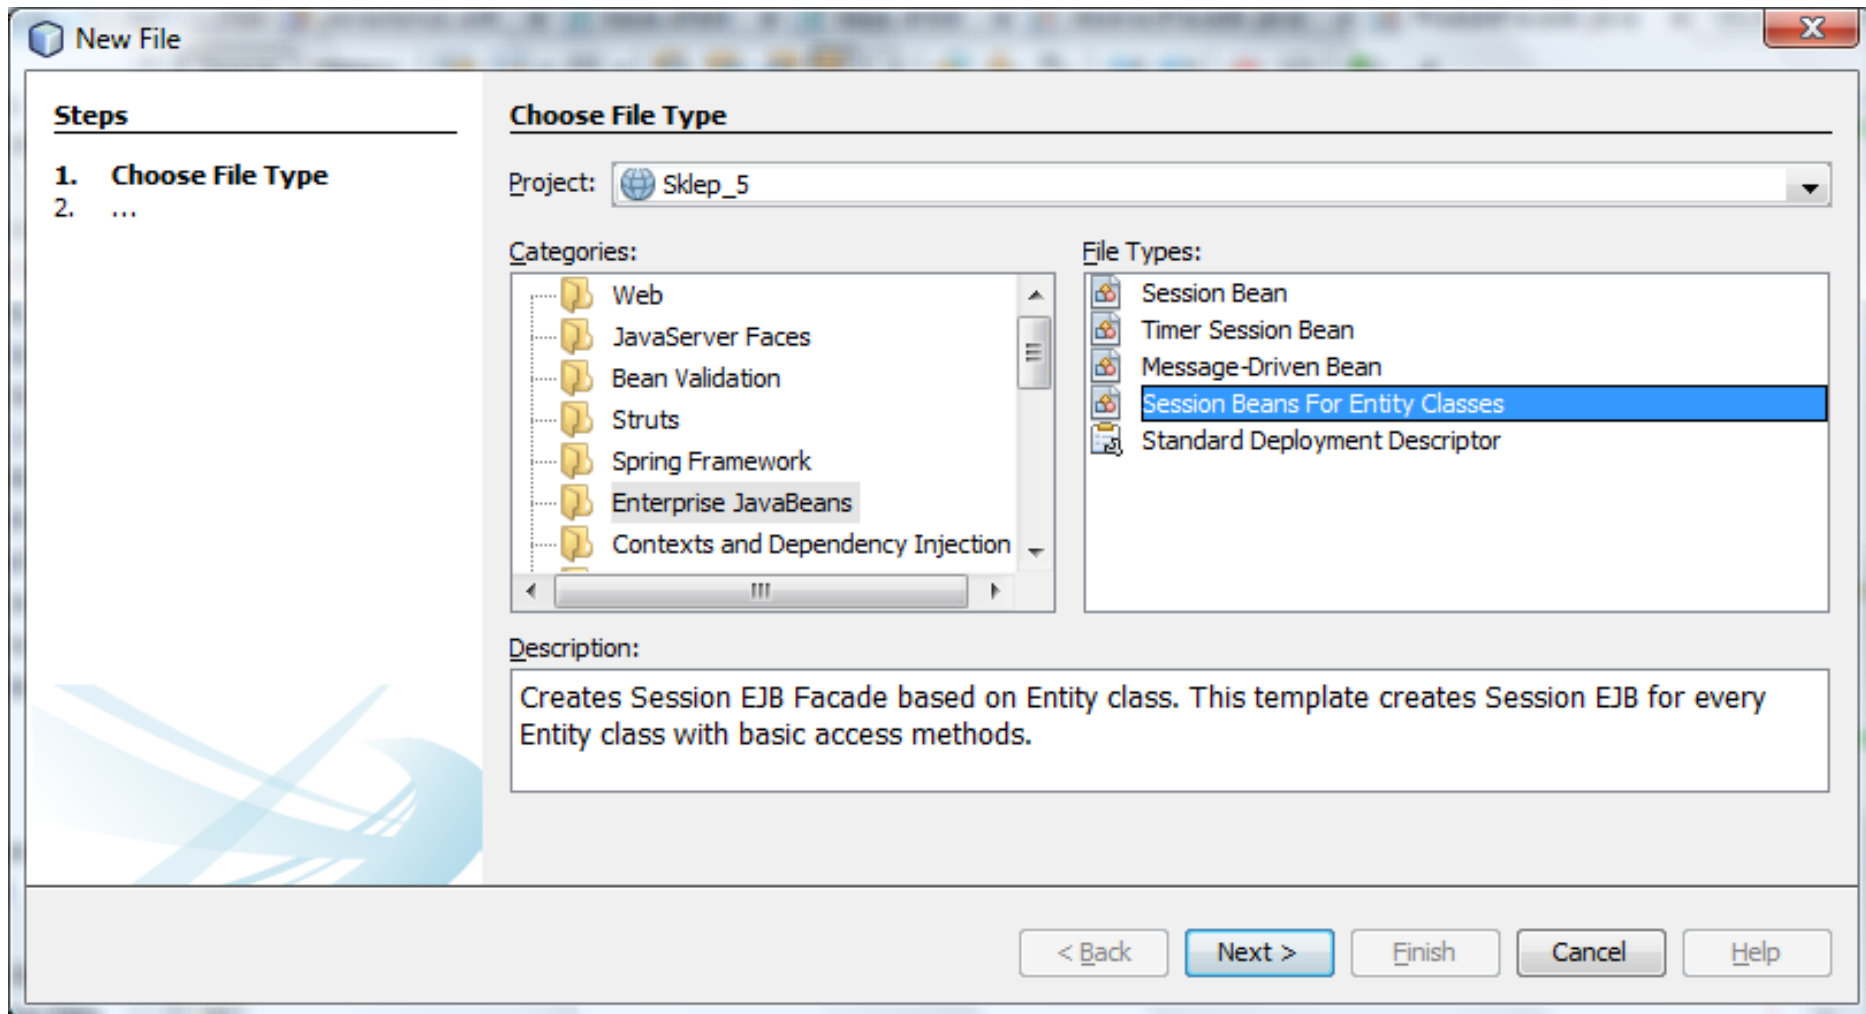 New File
Steps
1. Choose File Type
2. ...
Choose File Type
Project: Sklep_5
Categories:
Web
JavaServer Faces
Bean Validation
Struts
Spring Framework
Enterprise JavaBeans
Contexts and Dependency Injection
File Types:
Session Bean
Timer Session Bean
Message-Driven Bean
Session Beans For Entity Classes
Standard Deployment Descriptor
Description:
Creates Session EJB Facade based on Entity class. This template creates Session EJB for every
Entity class with basic access methods.
< Back
Next >
Finish
Cancel
Help